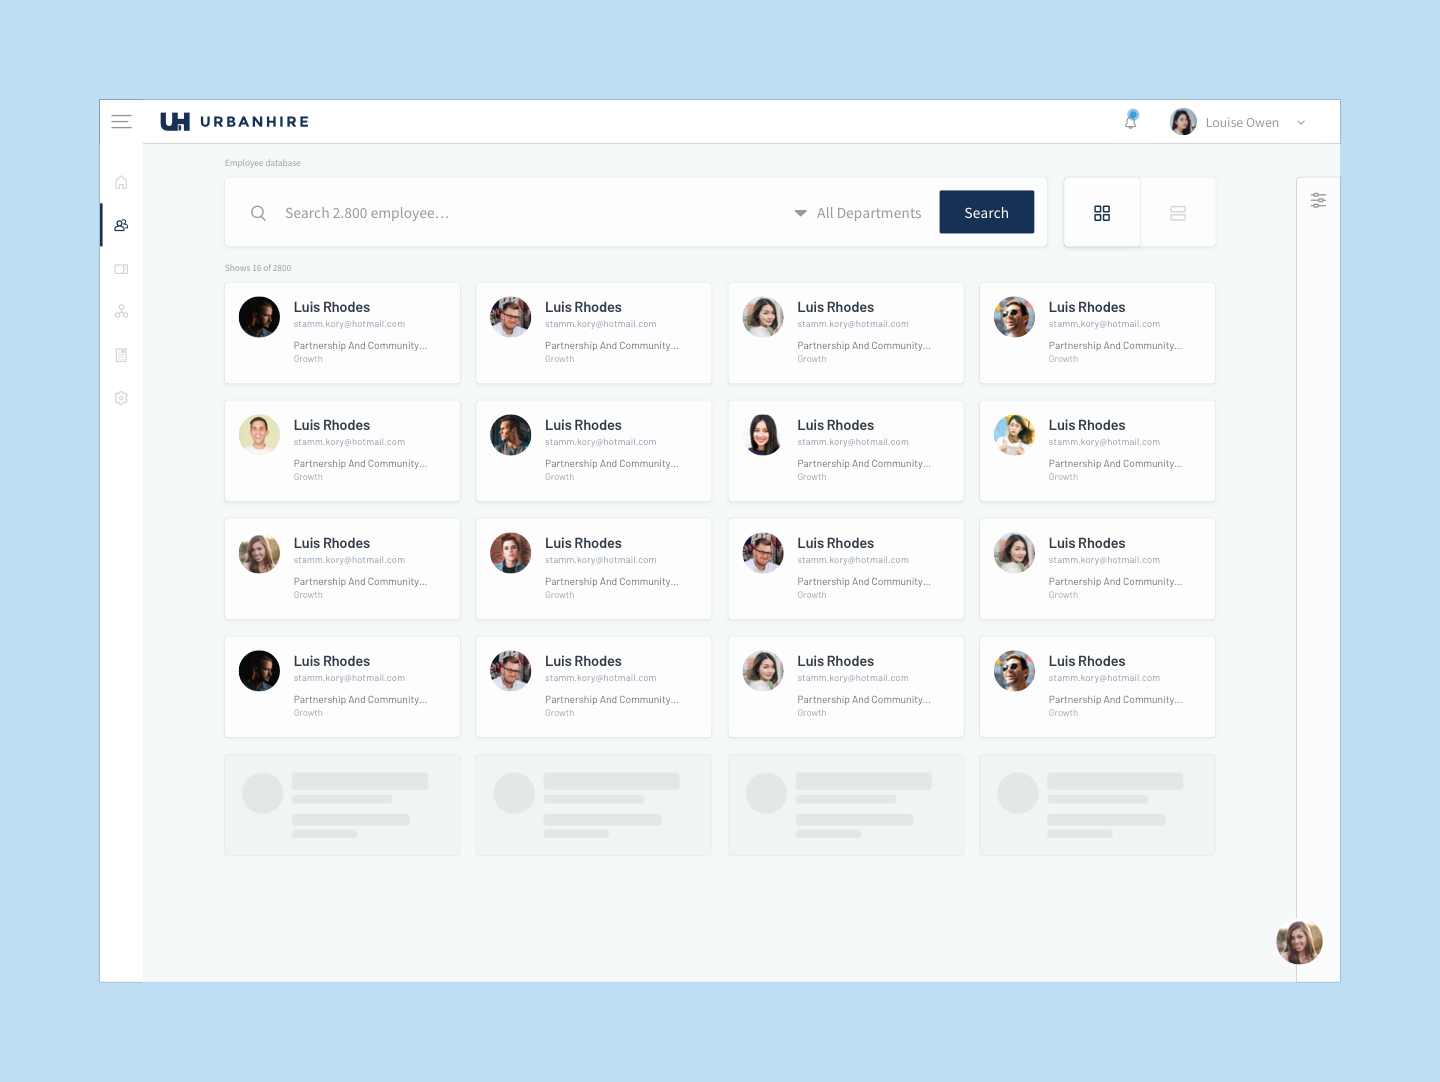 URBANHIRE
Louise Owen
Employee database
Search 2.800 employee...
All Departments
Search
Shows 16 of 2800
Luis Rhodes
stamm.kory@hotmail.com
Partnership And Community...
Growth
Luis Rhodes
stamm.kory@hotmail.com
Partnership And Community...
Growth
Luis Rhodes
stamm.kory@hotmail.com
Partnership And Community...
Growth
Luis Rhodes
stamm.kory@hotmail.com
Partnership And Community...
Growth
Luis Rhodes
stamm.kory@hotmail.com
Partnership And Community...
Growth
Luis Rhodes
stamm.kory@hotmail.com
Partnership And Community...
Growth
Luis Rhodes
stamm.kory@hotmail.com
Partnership And Community...
Growth
Luis Rhodes
stamm.kory@hotmail.com
Partnership And Community...
Growth
Luis Rhodes
stamm.kory@hotmail.com
Partnership And Community...
Growth
Luis Rhodes
stamm.kory@hotmail.com
Partnership And Community...
Growth
Luis Rhodes
stamm.kory@hotmail.com
Partnership And Community...
Growth
Luis Rhodes
stamm.kory@hotmail.com
Partnership And Community...
Growth
Luis Rhodes
stamm.kory@hotmail.com
Partnership And Community...
Growth
Luis Rhodes
stamm.kory@hotmail.com
Partnership And Community...
Growth
Luis Rhodes
stamm.kory@hotmail.com
Partnership And Community...
Growth
Luis Rhodes
stamm.kory@hotmail.com
Partnership And Community...
Growth